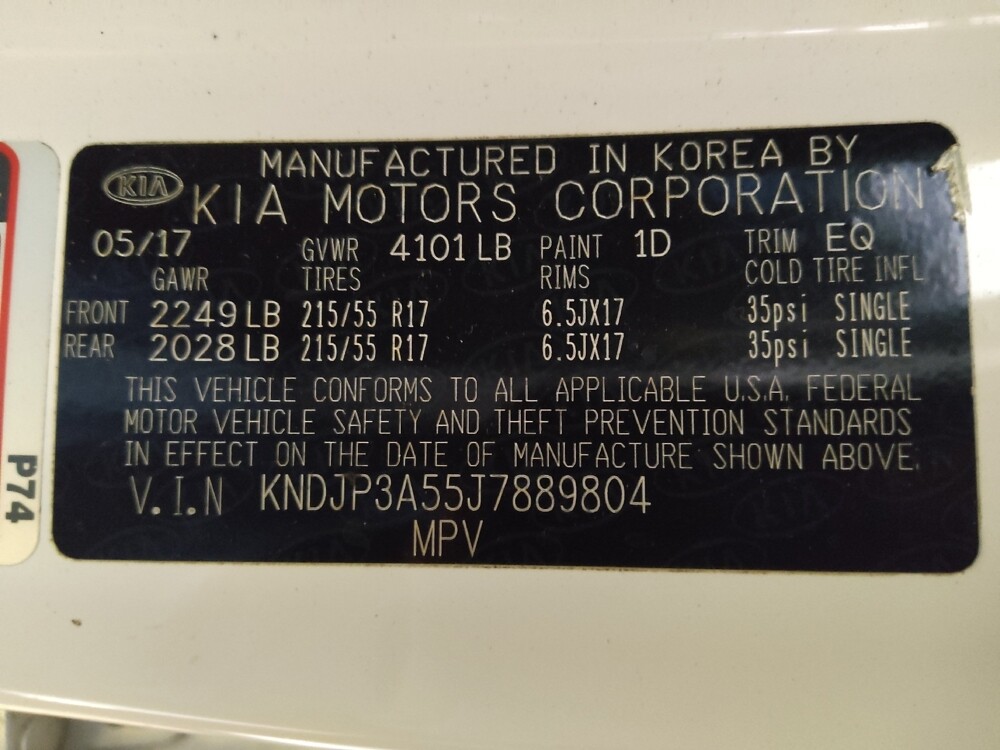 MANUFACTURED IN KOREA BY
KIA KIA MOTORS CORPORATION
05/17 GVWR 4101 LB PAINT 1D TRIM EQ
GAWR TIRES RIMS COLD TIRE INFL
FRONT 2249 LB 215/55 R17 6.5JX17 35psi SINGLE
REAR 2028 LB 215/55 R17 6.5JX17 35psi SINGLE
THIS VEHICLE CONFORMS TO ALL APPLICABLE U.S.A. FEDERAL
MOTOR VEHICLE SAFETY AND THEFT PREVENTION STANDARDS
IN EFFECT ON THE DATE OF MANUFACTURE SHOWN ABOVE.
V.I.N KNDJP3A55J7889804
MPV
P74